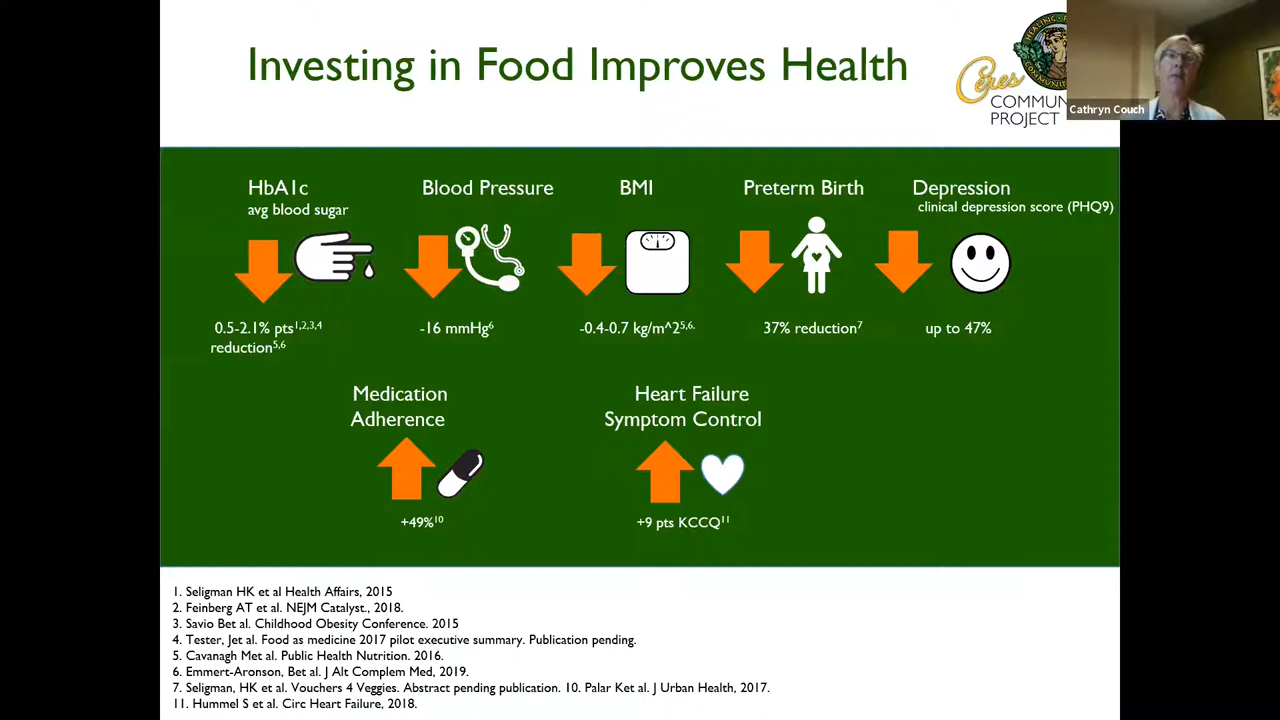 Investing in Food Improves Health
Ceres
COMMUN
PROJECT
Cathryn Couch
HbA1c
avg blood sugar
Blood Pressure
BMI
Preterm Birth
Depression
clinical depression score (PHQ9)
0.5-2.1% pts1,2,3,4
reduction5,6
-16 mmHg6
-0.4-0.7 kg/m^25,6.
37% reduction7
up to 47%
Medication
Adherence
Heart Failure
Symptom Control
+49%10
+9 pts KCCQ11
1. Seligman HK et al Health Affairs, 2015
2. Feinberg AT et al. NEJM Catalyst., 2018.
3. Savio Bet al. Childhood Obesity Conference. 2015
4. Tester, Jet al. Food as medicine 2017 pilot executive summary. Publication pending.
5. Cavanagh Met al. Public Health Nutrition. 2016.
6. Emmert-Aronson, Bet al. J Alt Complem Med, 2019.
7. Seligman, HK et al. Vouchers 4 Veggies. Abstract pending publication. 10. Palar Ket al. J Urban Health, 2017.
11. Hummel S et al. Circ Heart Failure, 2018.